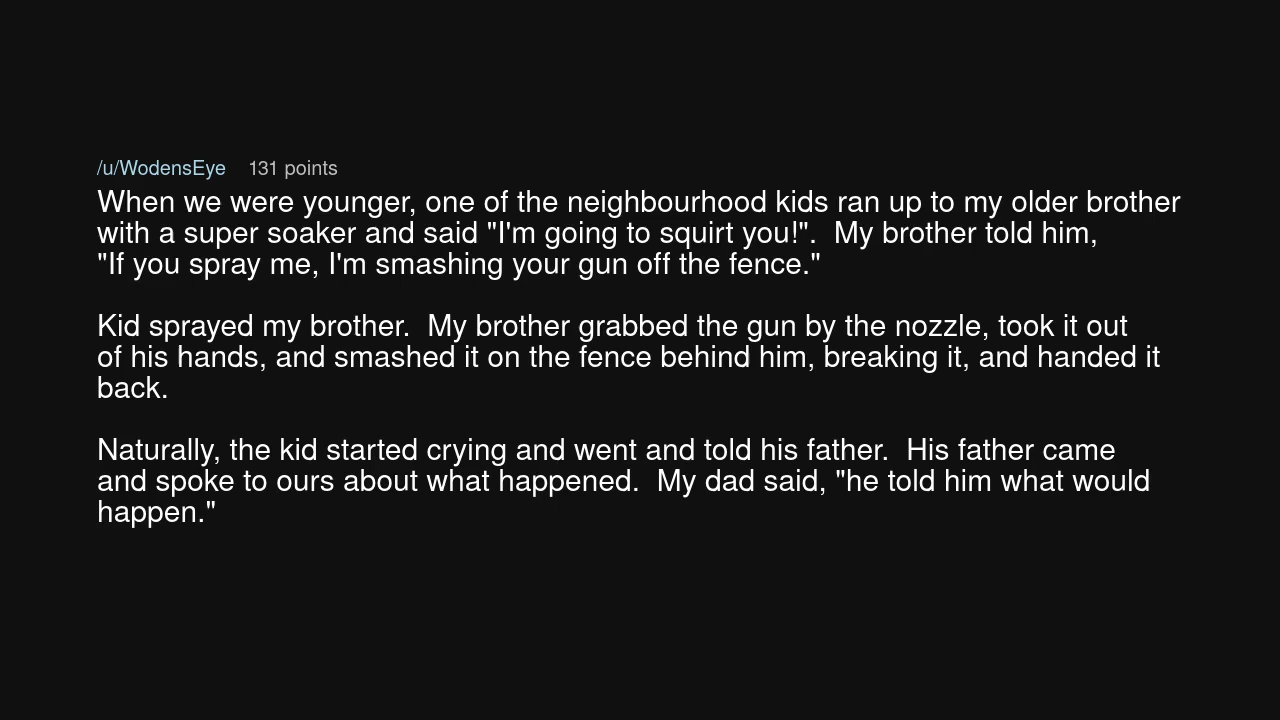 /u/WodensEye 131 points
When we were younger, one of the neighbourhood kids ran up to my older brother
with a super soaker and said "I'm going to squirt you!".  My brother told him,
"If you spray me, I'm smashing your gun off the fence."
Kid sprayed my brother.  My brother grabbed the gun by the nozzle, took it out
of his hands, and smashed it on the fence behind him, breaking it, and handed it
back.
Naturally, the kid started crying and went and told his father.  His father came
and spoke to ours about what happened.  My dad said, "he told him what would
happen."